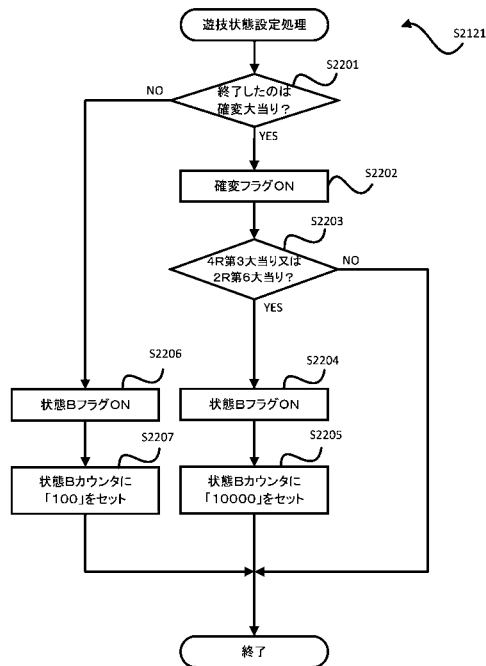 遊技状態設定処理
S2121
S2201
終了したのは
確変大当り？
NO
YES
S2202
確変フラグON
S2203
4R第3大当り又は
2R第6大当り？
NO
YES
S2206
状態BフラグON
S2204
状態BフラグON
S2207
状態Bカウンタに
「100」をセット
S2205
状態Bカウンタに
「10000」をセット
終了